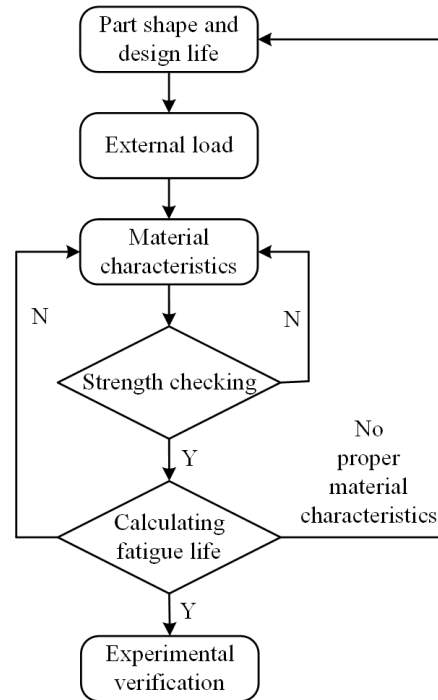 Part shape and
design life
External load
Material
characteristics
N
N
Strength checking
Y
No
proper
material
characteristics
Calculating
fatigue life
Y
Experimental
verification